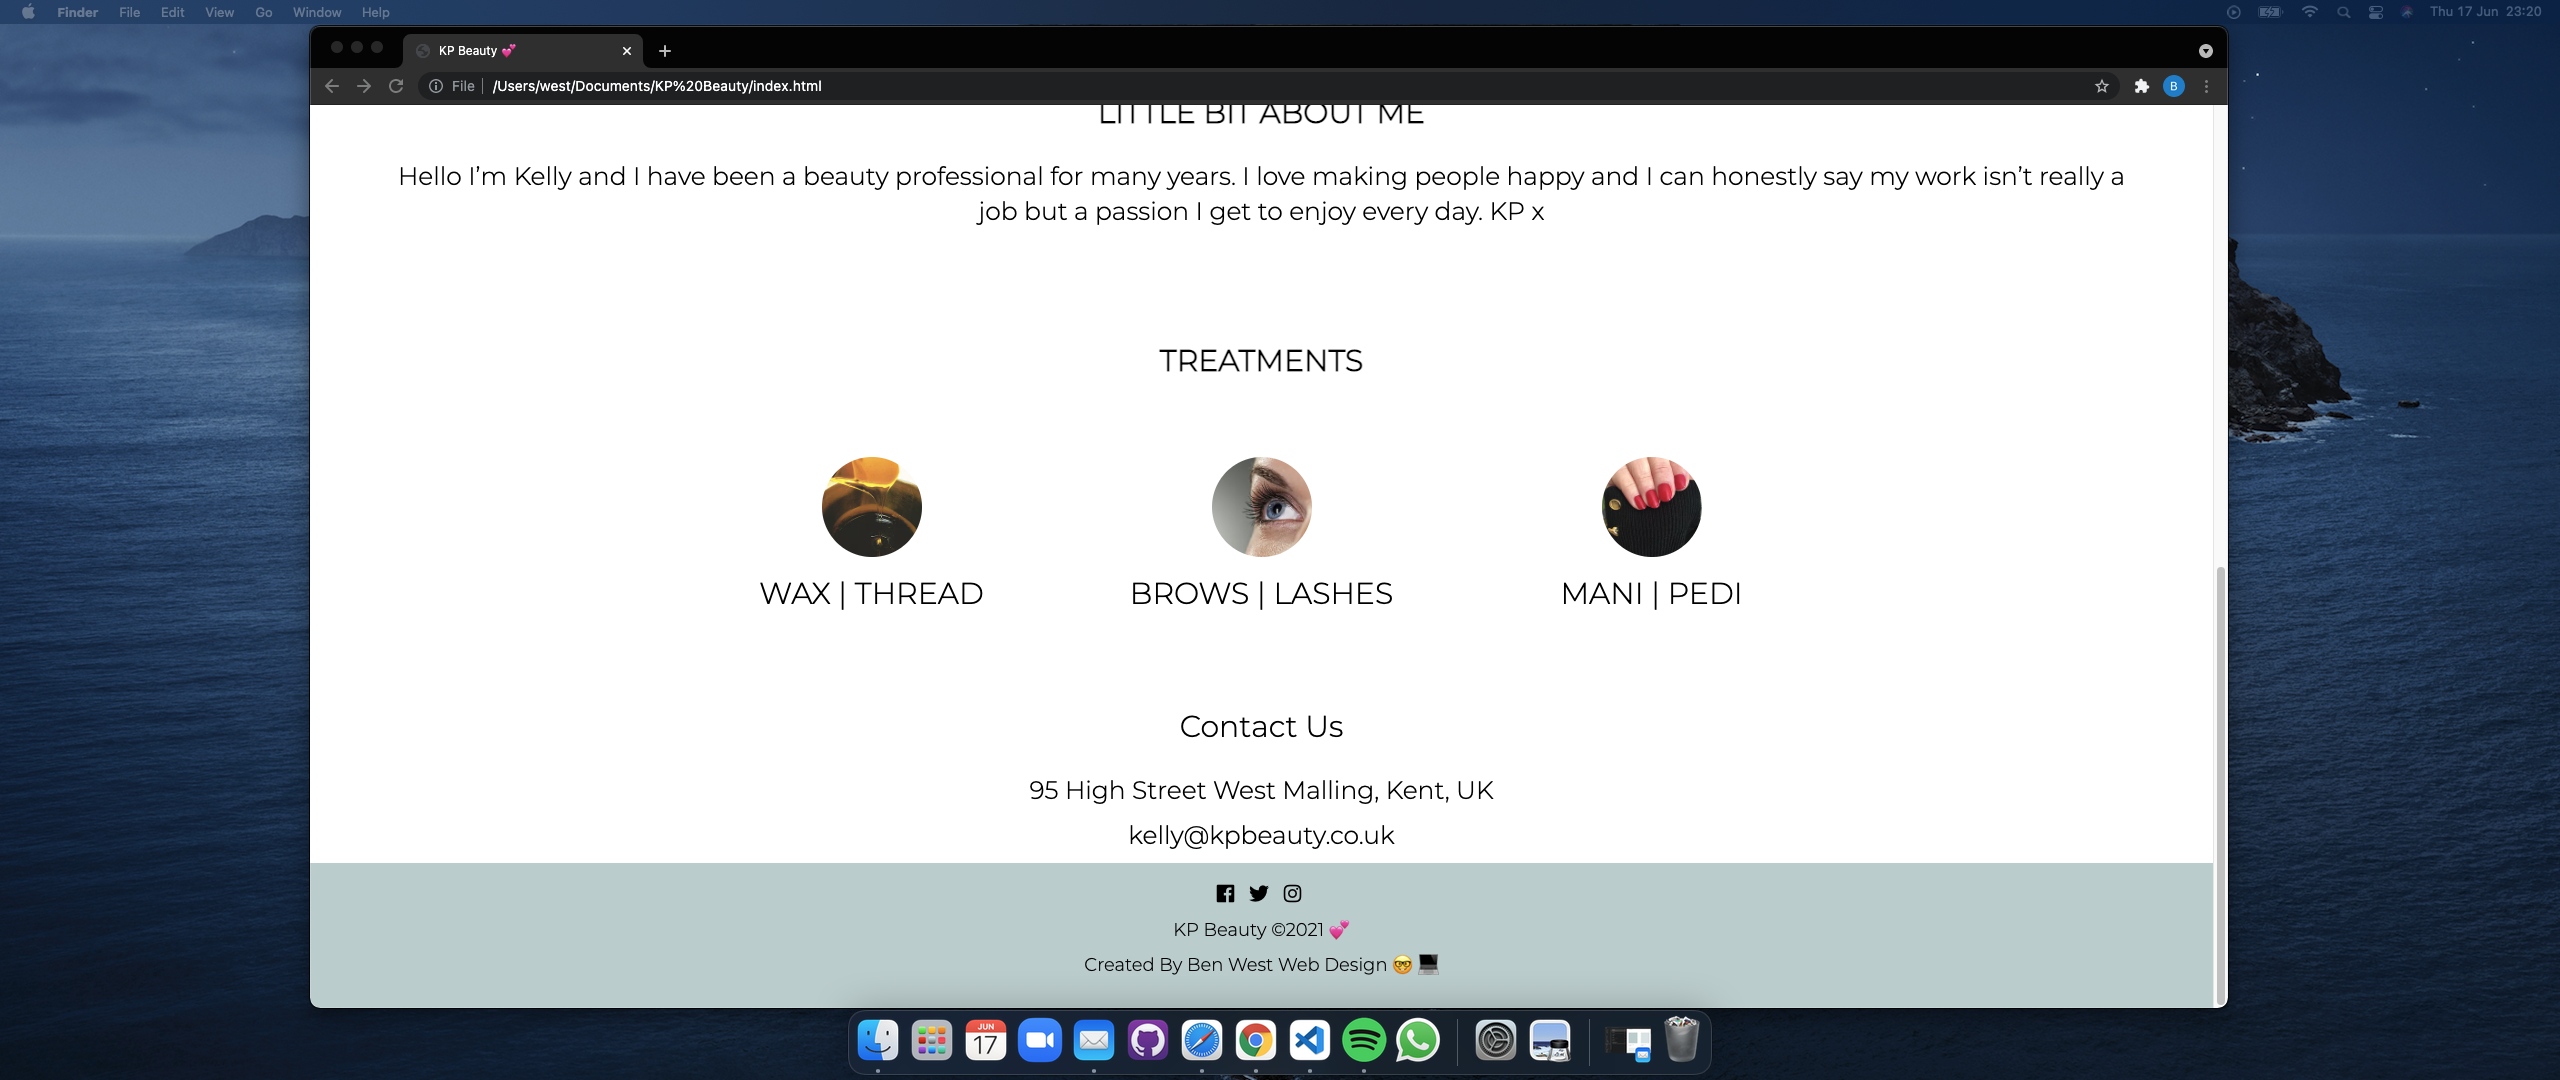 Finder File Edit View Go Window Help
Thu 17 Jun 23:20
KP Beauty 💕
File | /Users/west/Documents/KP%20Beauty/index.html
B
LITTLE BIT ABOUT ME
Hello I’m Kelly and I have been a beauty professional for many years. I love making people happy and I can honestly say my work isn’t really a
job but a passion I get to enjoy every day. KP x
TREATMENTS
WAX | THREAD
BROWS | LASHES
MANI | PEDI
Contact Us
95 High Street West Malling, Kent, UK
kelly@kpbeauty.co.uk
KP Beauty ©2021 💕
Created By Ben West Web Design 🤓 💻
JUN
17